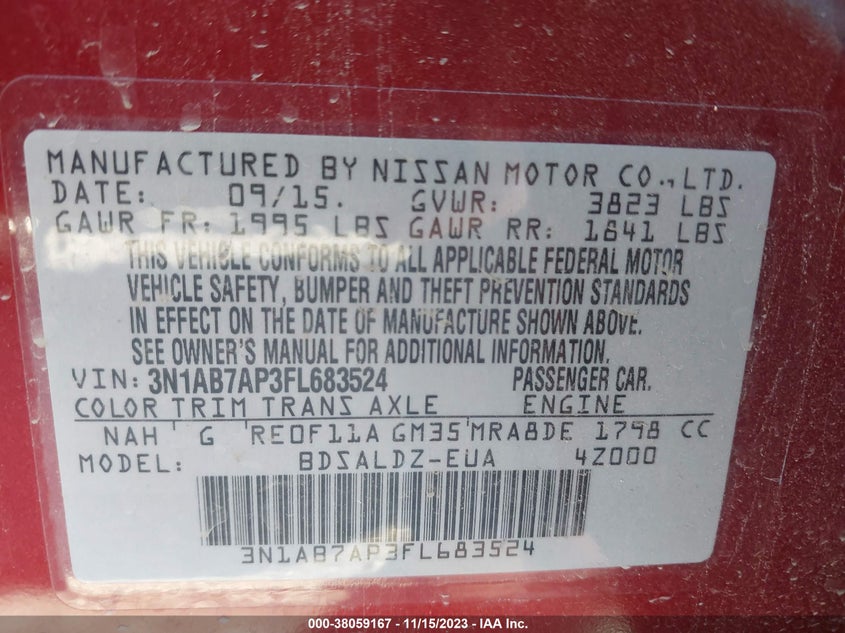 MANUFACTURED BY NISSAN MOTOR CO., LTD.
DATE: 09/15. GVWR: 3823 LBS
GAWR FR: 1995 LBS GAWR RR: 1841 LBS
THIS VEHICLE CONFORMS TO ALL APPLICABLE FEDERAL MOTOR
VEHICLE SAFETY, BUMPER AND THEFT PREVENTION STANDARDS
IN EFFECT ON THE DATE OF MANUFACTURE SHOWN ABOVE.
SEE OWNER'S MANUAL FOR ADDITIONAL INFORMATION.
VIN: 3N1AB7AP3FL683524 PASSENGER CAR.
COLOR TRIM TRANS AXLE ENGINE
NAH G RE0F11A GM35 MRA8DE 1798 CC
MODEL: BDSALDZ-EUA 4Z000
3N1AB7AP3FL683524
000-38059167 - 11/15/2023 - IAA Inc.